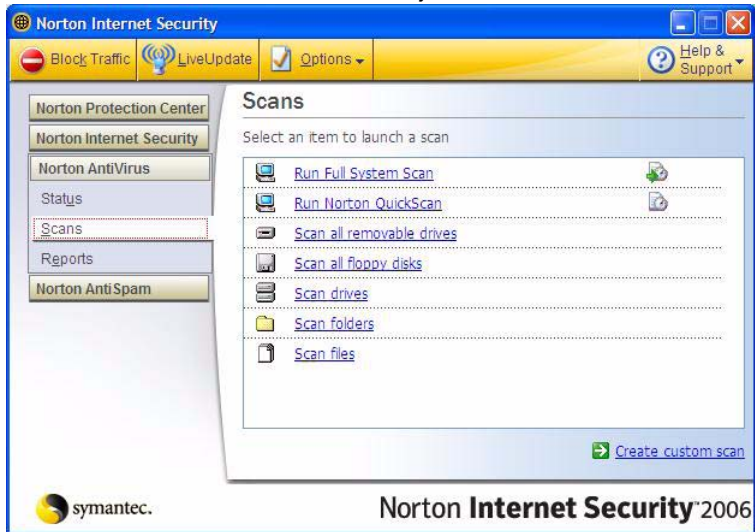 Norton Internet Security
Block Traffic LiveUpdate Options Help & Support
Norton Protection Center
Norton Internet Security
Norton AntiVirus
Status
Scans
Reports
Norton AntiSpam
Scans
Select an item to launch a scan
Run Full System Scan
Run Norton QuickScan
Scan all removable drives
Scan all floppy disks
Scan drives
Scan folders
Scan files
Create custom scan
symantec.
Norton Internet Security™2006